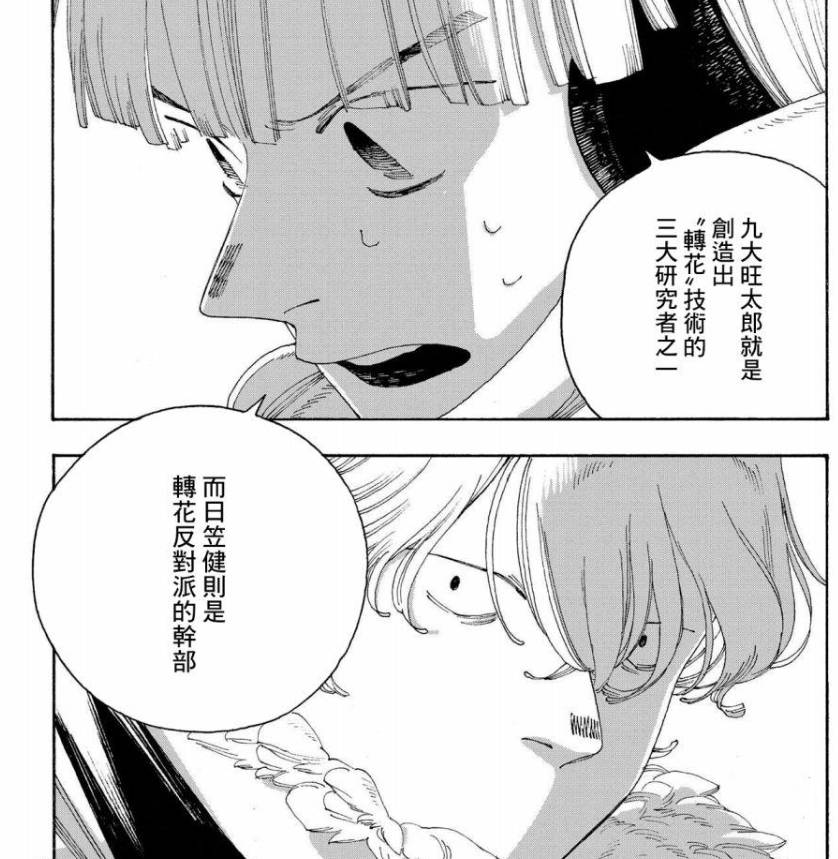 九大旺太郎就是
創造出
〝轉花〞技術的
三大研究者之一
而日笠健則是
轉花反對派的幹部